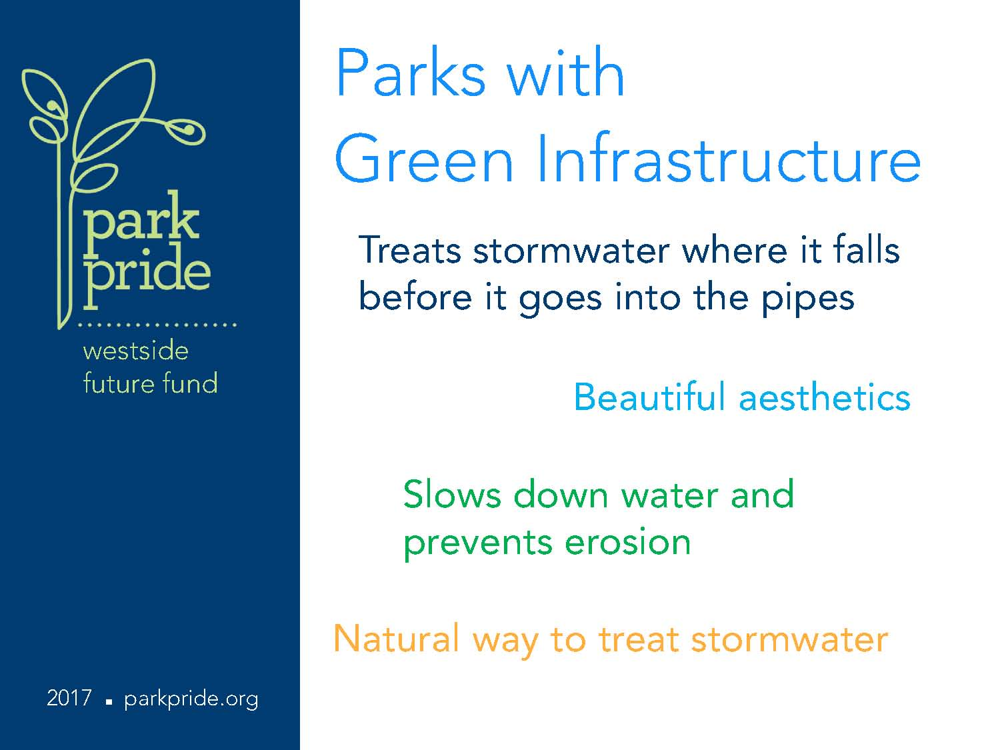 Parks with
Green Infrastructure
Treats stormwater where it falls
before it goes into the pipes
Beautiful aesthetics
Slows down water and
prevents erosion
Natural way to treat stormwater
park
pride
westside
future fund
2017 ▪ parkpride.org